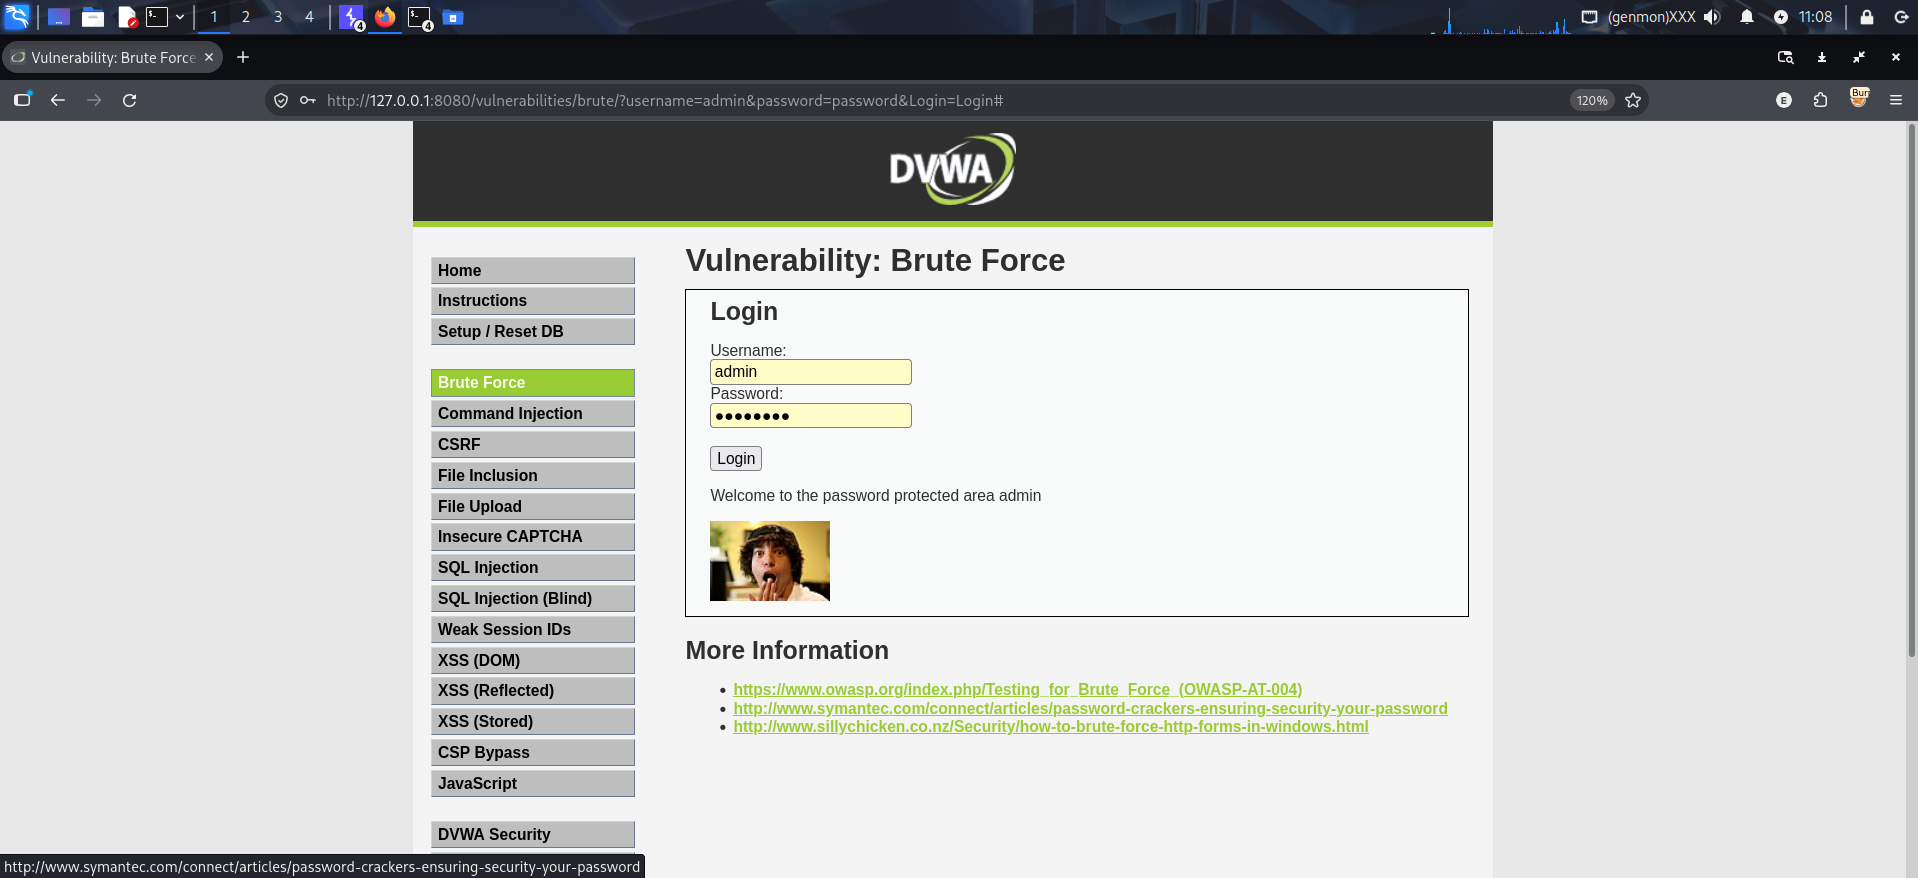 1 2 3 4 4 4 (genmon)XXX 11:08
Vulnerability: Brute Force
http://127.0.0.1:8080/vulnerabilities/brute/?username=admin&password=password&Login=Login# 120% E Bur
DVWA
Home
Instructions
Setup / Reset DB
Brute Force
Command Injection
CSRF
File Inclusion
File Upload
Insecure CAPTCHA
SQL Injection
SQL Injection (Blind)
Weak Session IDs
XSS (DOM)
XSS (Reflected)
XSS (Stored)
CSP Bypass
JavaScript
DVWA Security
Vulnerability: Brute Force
Login
Username:
admin
Password:
●●●●●●●●
Login
Welcome to the password protected area admin
More Information
https://www.owasp.org/index.php/Testing_for_Brute_Force_(OWASP-AT-004)
http://www.symantec.com/connect/articles/password-crackers-ensuring-security-your-password
http://www.sillychicken.co.nz/Security/how-to-brute-force-http-forms-in-windows.html
http://www.symantec.com/connect/articles/password-crackers-ensuring-security-your-password